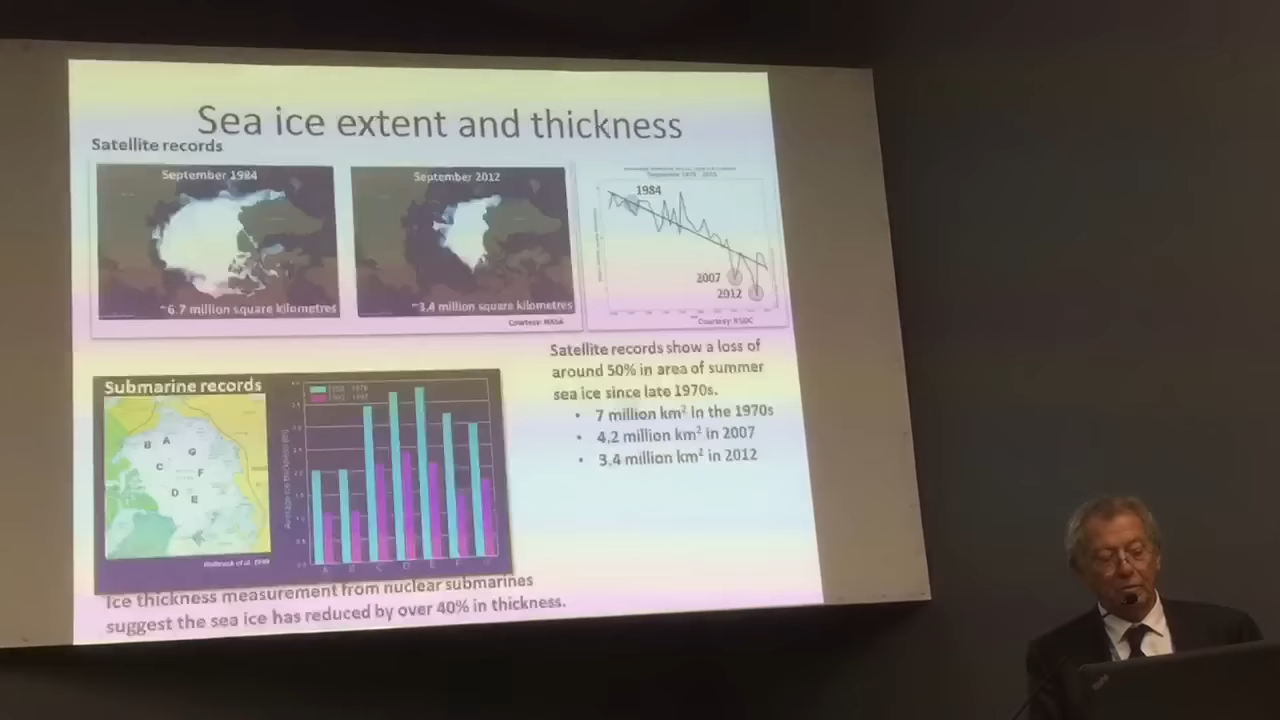 Sea ice extent and thickness
Satellite records
September 1984
~6.7 million square kilometres
September 2012
~3.4 million square kilometres
Courtesy: NASA
1984
2007
2012
Courtesy:
Satellite records show a loss of
around 50% in area of summer
sea ice since late 1970s.
• 7 million km² in the 1970s
• 4.2 million km² in 2007
• 3.4 million km² in 2012
Submarine records
B A
G
C
F
D
E
Average ice thickness (m)
A B C D E F G
Ice thickness measurement from nuclear submarines
suggest the sea ice has reduced by over 40% in thickness.